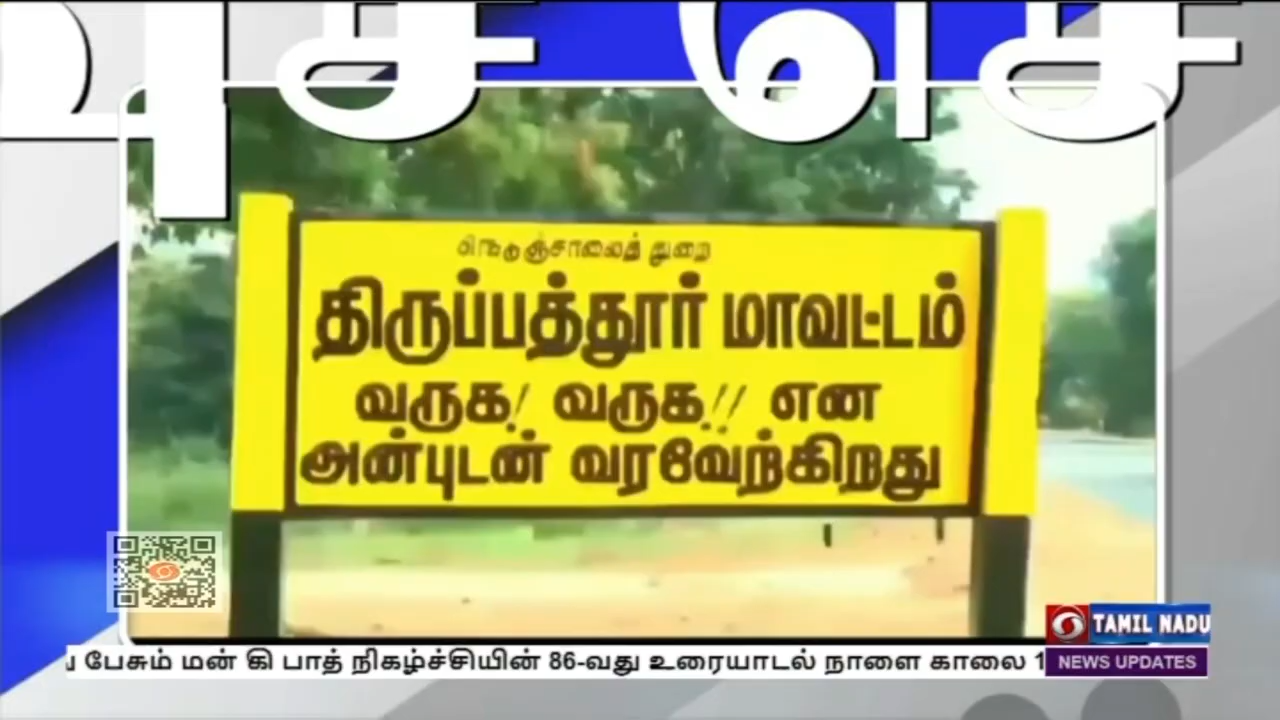 நெடுஞ்சாலைத் துறை
திருப்பத்தூர் மாவட்டம்
வருக! வருக!! என
அன்புடன் வரவேற்கிறது
TAMIL NADU
NEWS UPDATES
பேசும் மன் கி பாத் நிகழ்ச்சியின் 86-வது உரையாடல் நாளை காலை